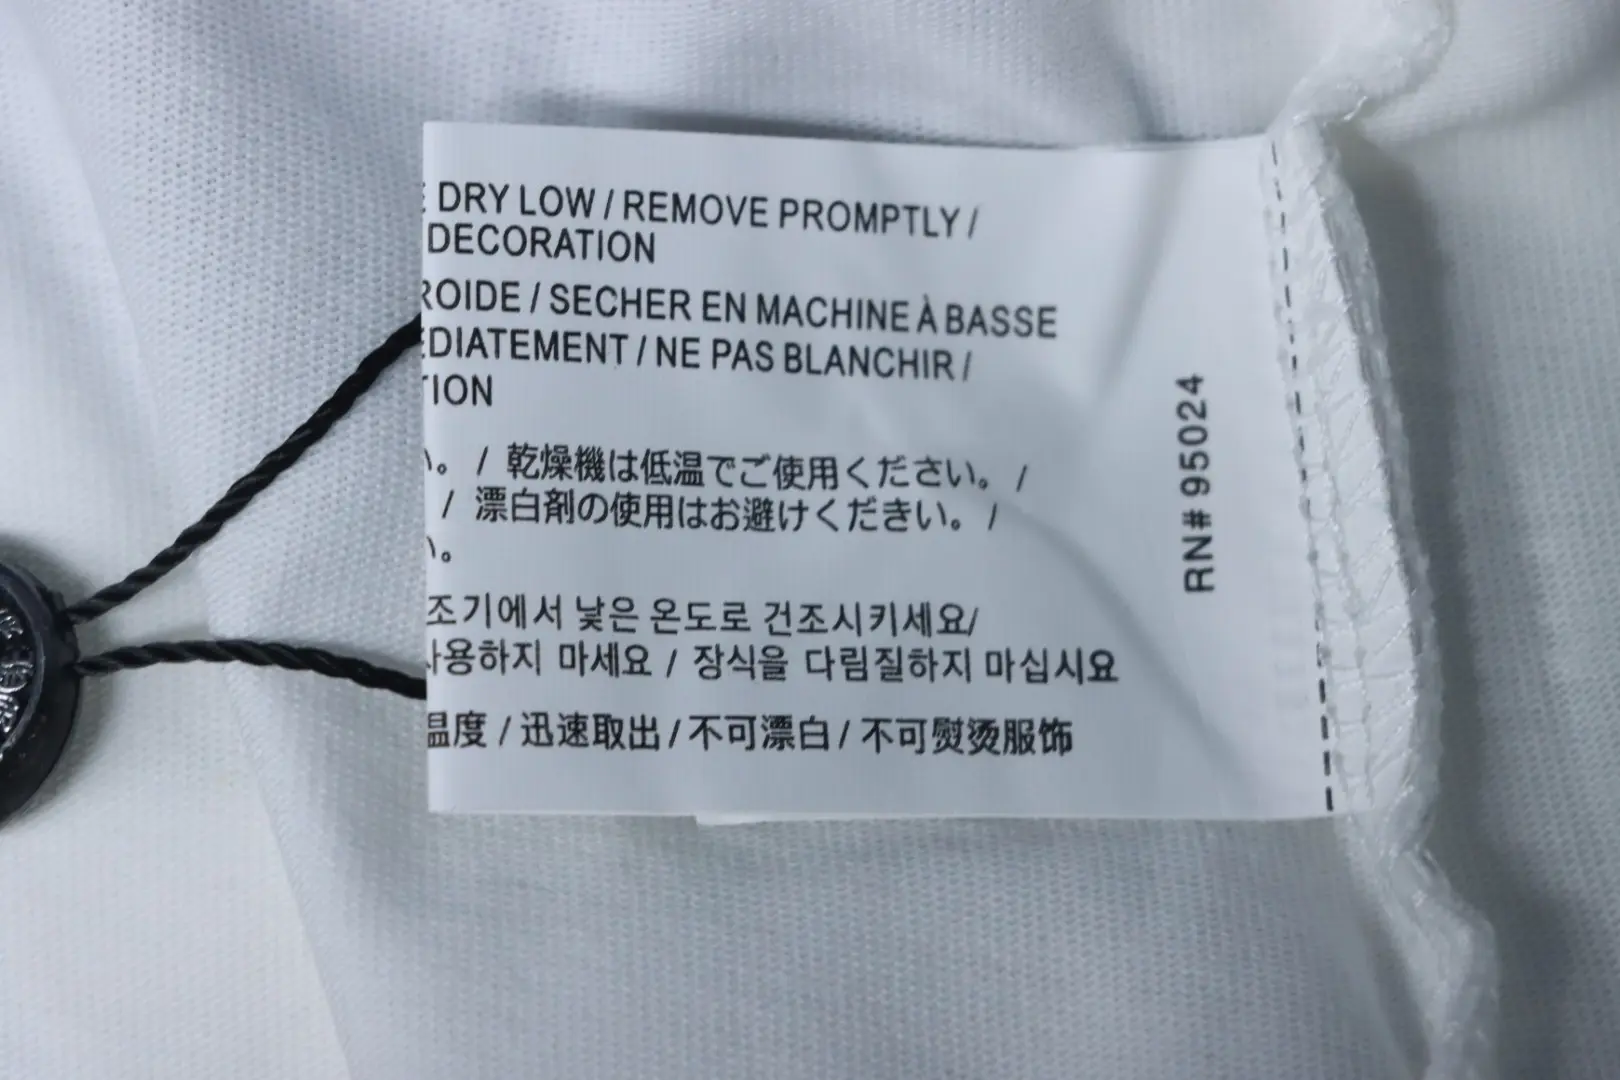 DRY LOW / REMOVE PROMPTLY /
DECORATION
ROIDE / SECHER EN MACHINE À BASSE
EDIATEMENT / NE PAS BLANCHIR /
TION
い。 / 乾燥機は低温でご使用ください。 /
/ 漂白剤の使用はお避けください。 /
い。
조기에서 낮은 온도로 건조시키세요/
사용하지 마세요 / 장식을 다림질하지 마십시요
温度 / 迅速取出 / 不可漂白 / 不可熨烫服饰
RN# 95024